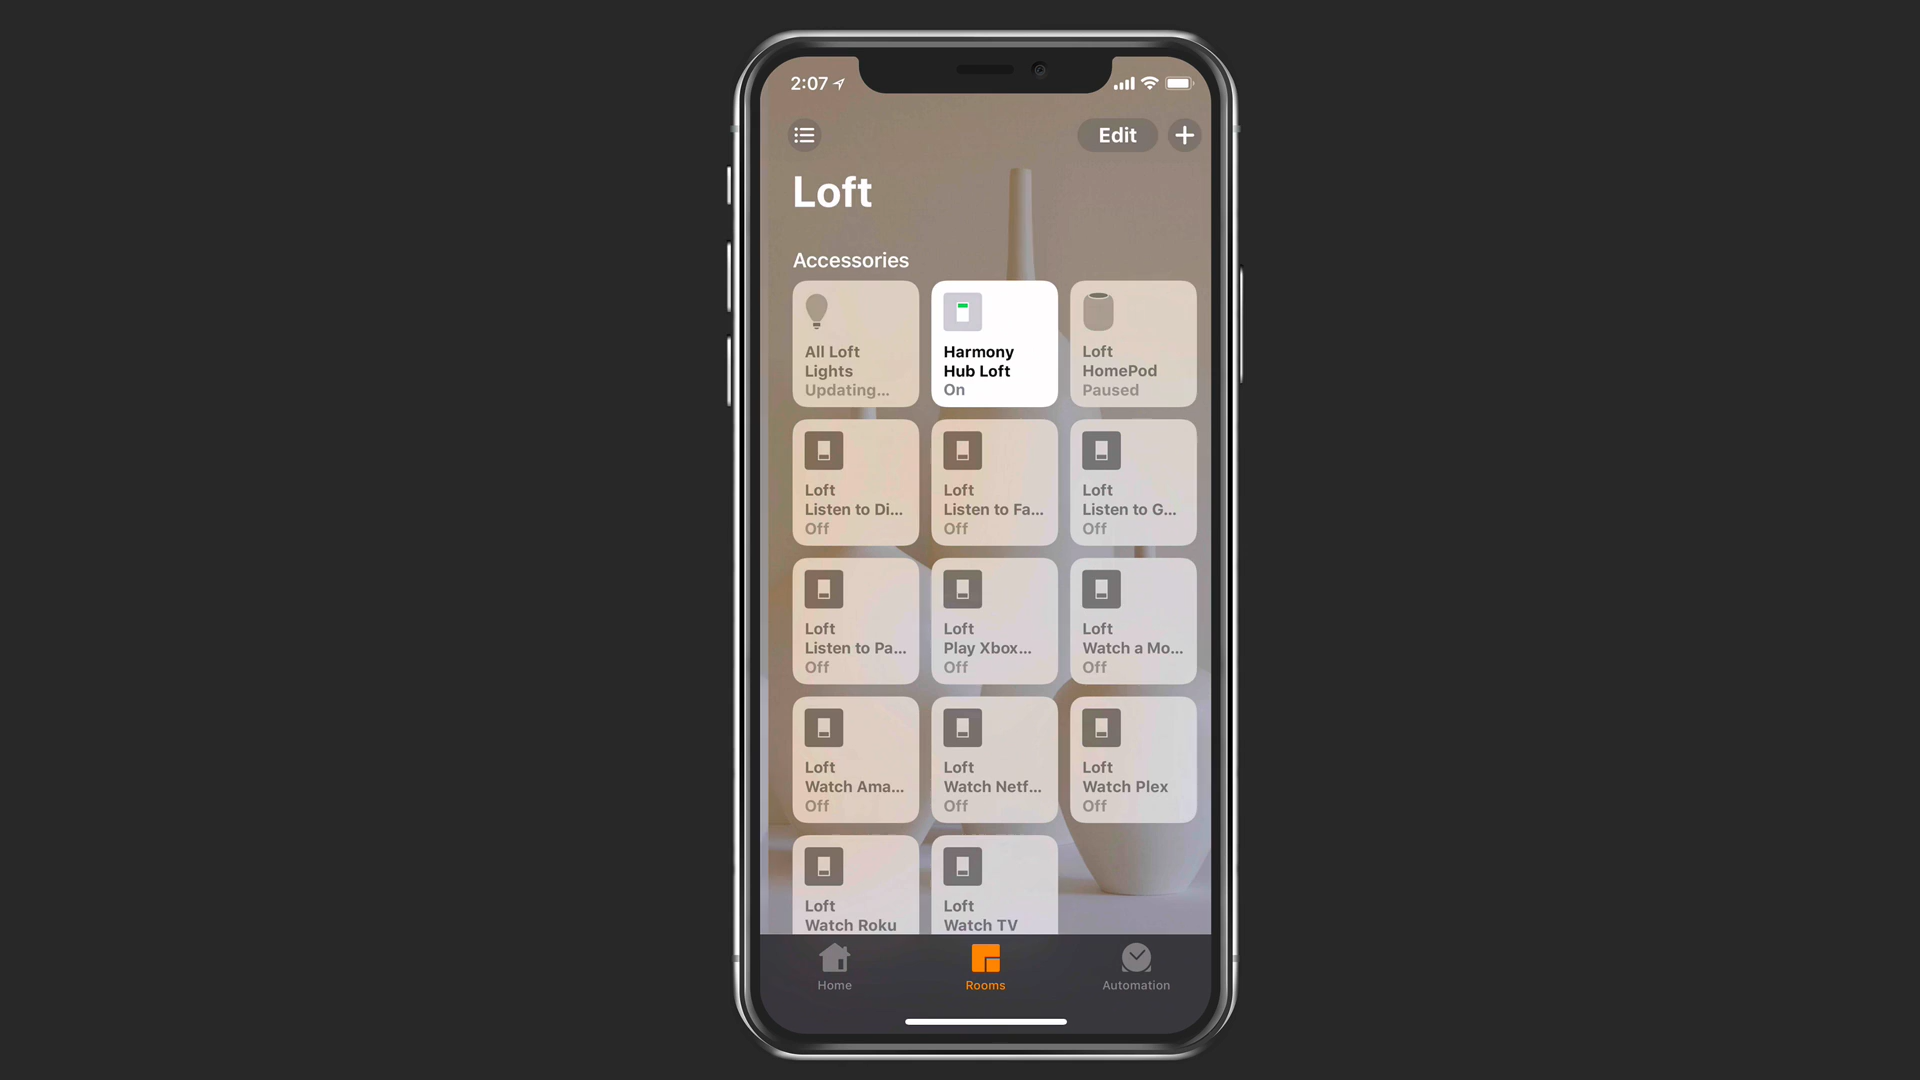 2:07
Edit
Loft
Accessories
All Loft
Lights
Updating...
Harmony
Hub Loft
On
Loft
HomePod
Paused
Loft
Listen to Di...
Off
Loft
Listen to Fa...
Off
Loft
Listen to G...
Off
Loft
Listen to Pa...
Off
Loft
Play Xbox...
Off
Loft
Watch a Mo...
Off
Loft
Watch Ama...
Off
Loft
Watch Netf...
Off
Loft
Watch Plex
Off
Loft
Watch Roku
Loft
Watch TV
Home
Rooms
Automation